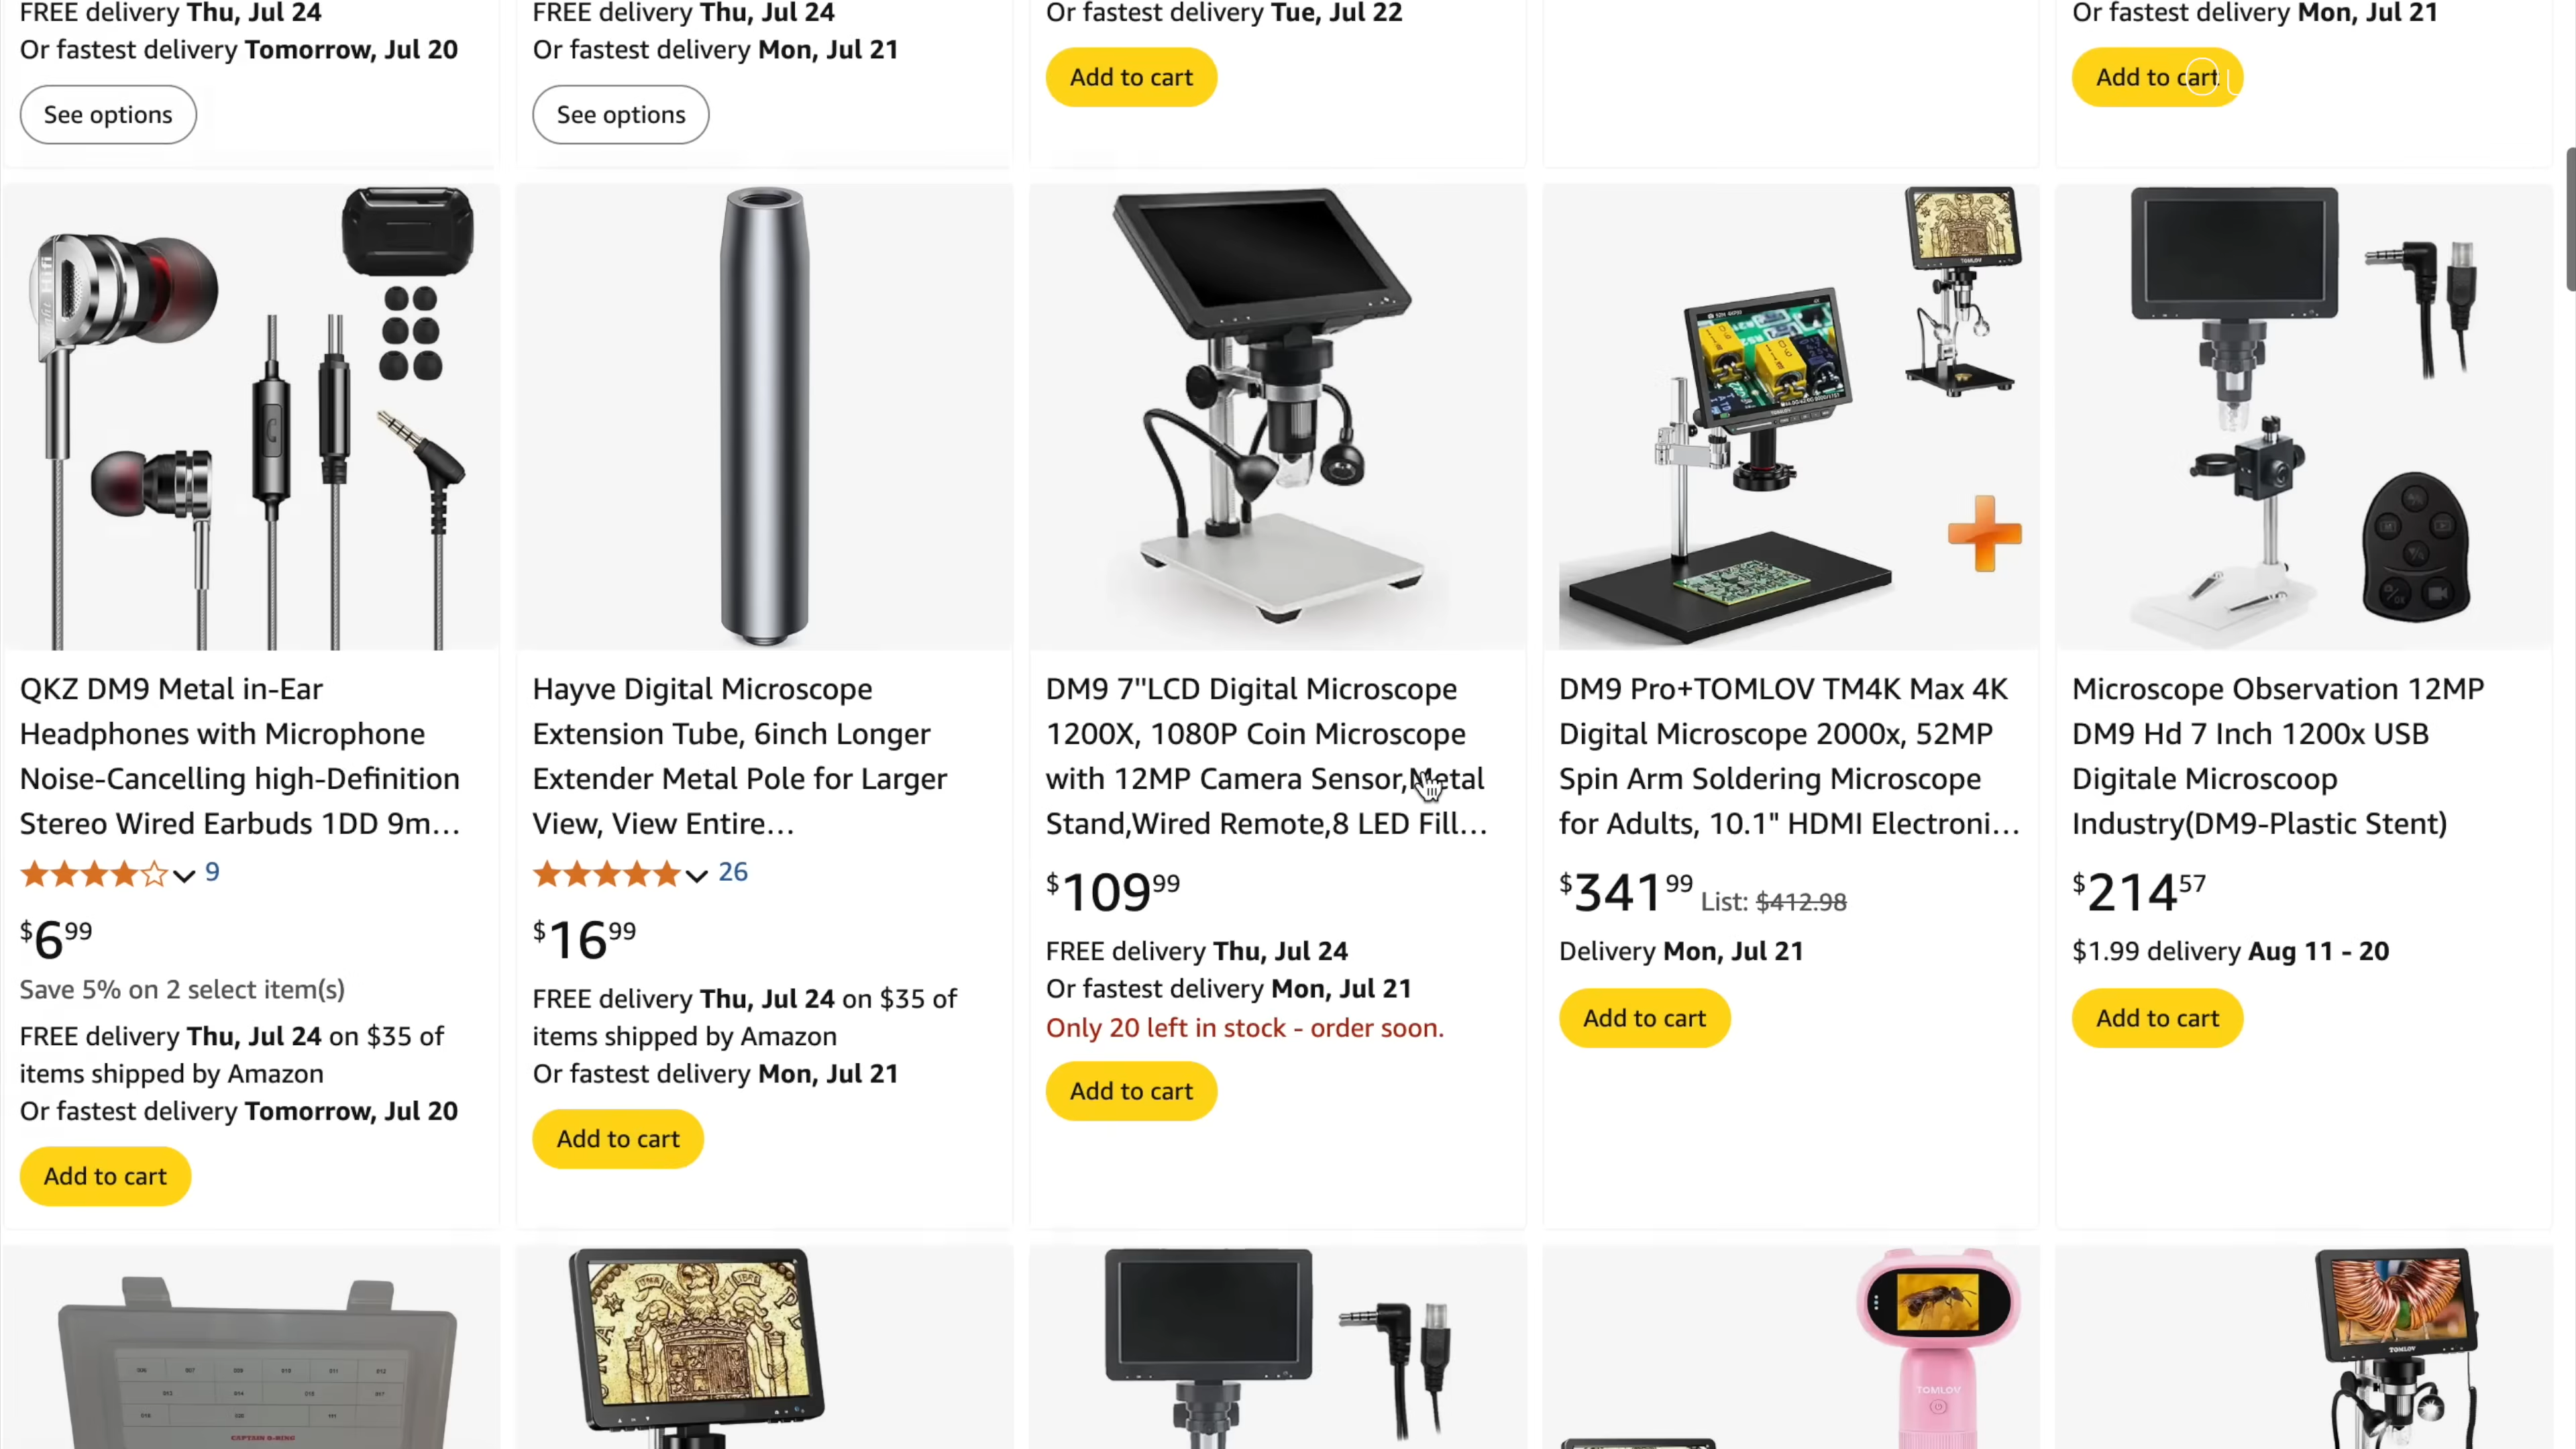 FREE delivery Thu, Jul 24
Or fastest delivery Tomorrow, Jul 20
See options
FREE delivery Thu, Jul 24
Or fastest delivery Mon, Jul 21
See options
Or fastest delivery Tue, Jul 22
Add to cart
Or fastest delivery Mon, Jul 21
Add to cart
QKZ DM9 Metal in-Ear
Headphones with Microphone
Noise-Cancelling high-Definition
Stereo Wired Earbuds 1DD 9m...
9
$6.99
Save 5% on 2 select item(s)
FREE delivery Thu, Jul 24 on $35 of
items shipped by Amazon
Or fastest delivery Tomorrow, Jul 20
Add to cart
Hayve Digital Microscope
Extension Tube, 6inch Longer
Extender Metal Pole for Larger
View, View Entire...
26
$16.99
FREE delivery Thu, Jul 24 on $35 of
items shipped by Amazon
Or fastest delivery Mon, Jul 21
Add to cart
DM9 7"LCD Digital Microscope
1200X, 1080P Coin Microscope
with 12MP Camera Sensor,Metal
Stand,Wired Remote,8 LED Fill...
$109.99
FREE delivery Thu, Jul 24
Or fastest delivery Mon, Jul 21
Only 20 left in stock - order soon.
Add to cart
TOMLOV
DM9 Pro+TOMLOV TM4K Max 4K
Digital Microscope 2000x, 52MP
Spin Arm Soldering Microscope
for Adults, 10.1" HDMI Electroni...
$341.99 List: $412.98
Delivery Mon, Jul 21
Add to cart
Microscope Observation 12MP
DM9 Hd 7 Inch 1200x USB
Digitale Microscoop
Industry(DM9-Plastic Stent)
$214.57
$1.99 delivery Aug 11 - 20
Add to cart
CAPTAIN O-RING
TOMLOV
TOMLOV